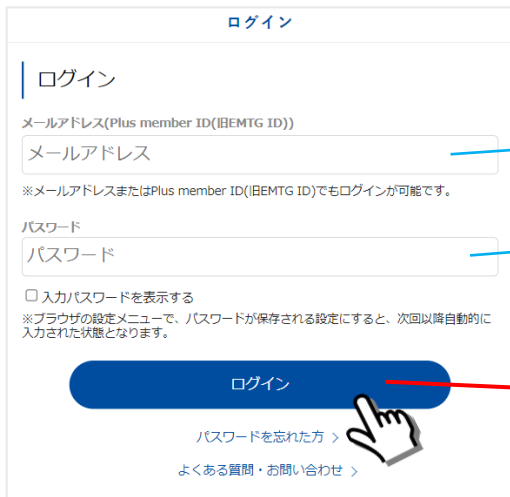 ログイン
ログイン
メールアドレス(Plus member ID(旧EMTG ID))
メールアドレス
※メールアドレスまたはPlus member ID(旧EMTG ID)でもログインが可能です。
パスワード
パスワード
入力パスワードを表示する
※ブラウザの設定メニューで、パスワードが保存される設定にすると、次回以降自動的に
入力された状態となります。
ログイン
パスワードを忘れた方 >
よくある質問・お問い合わせ >